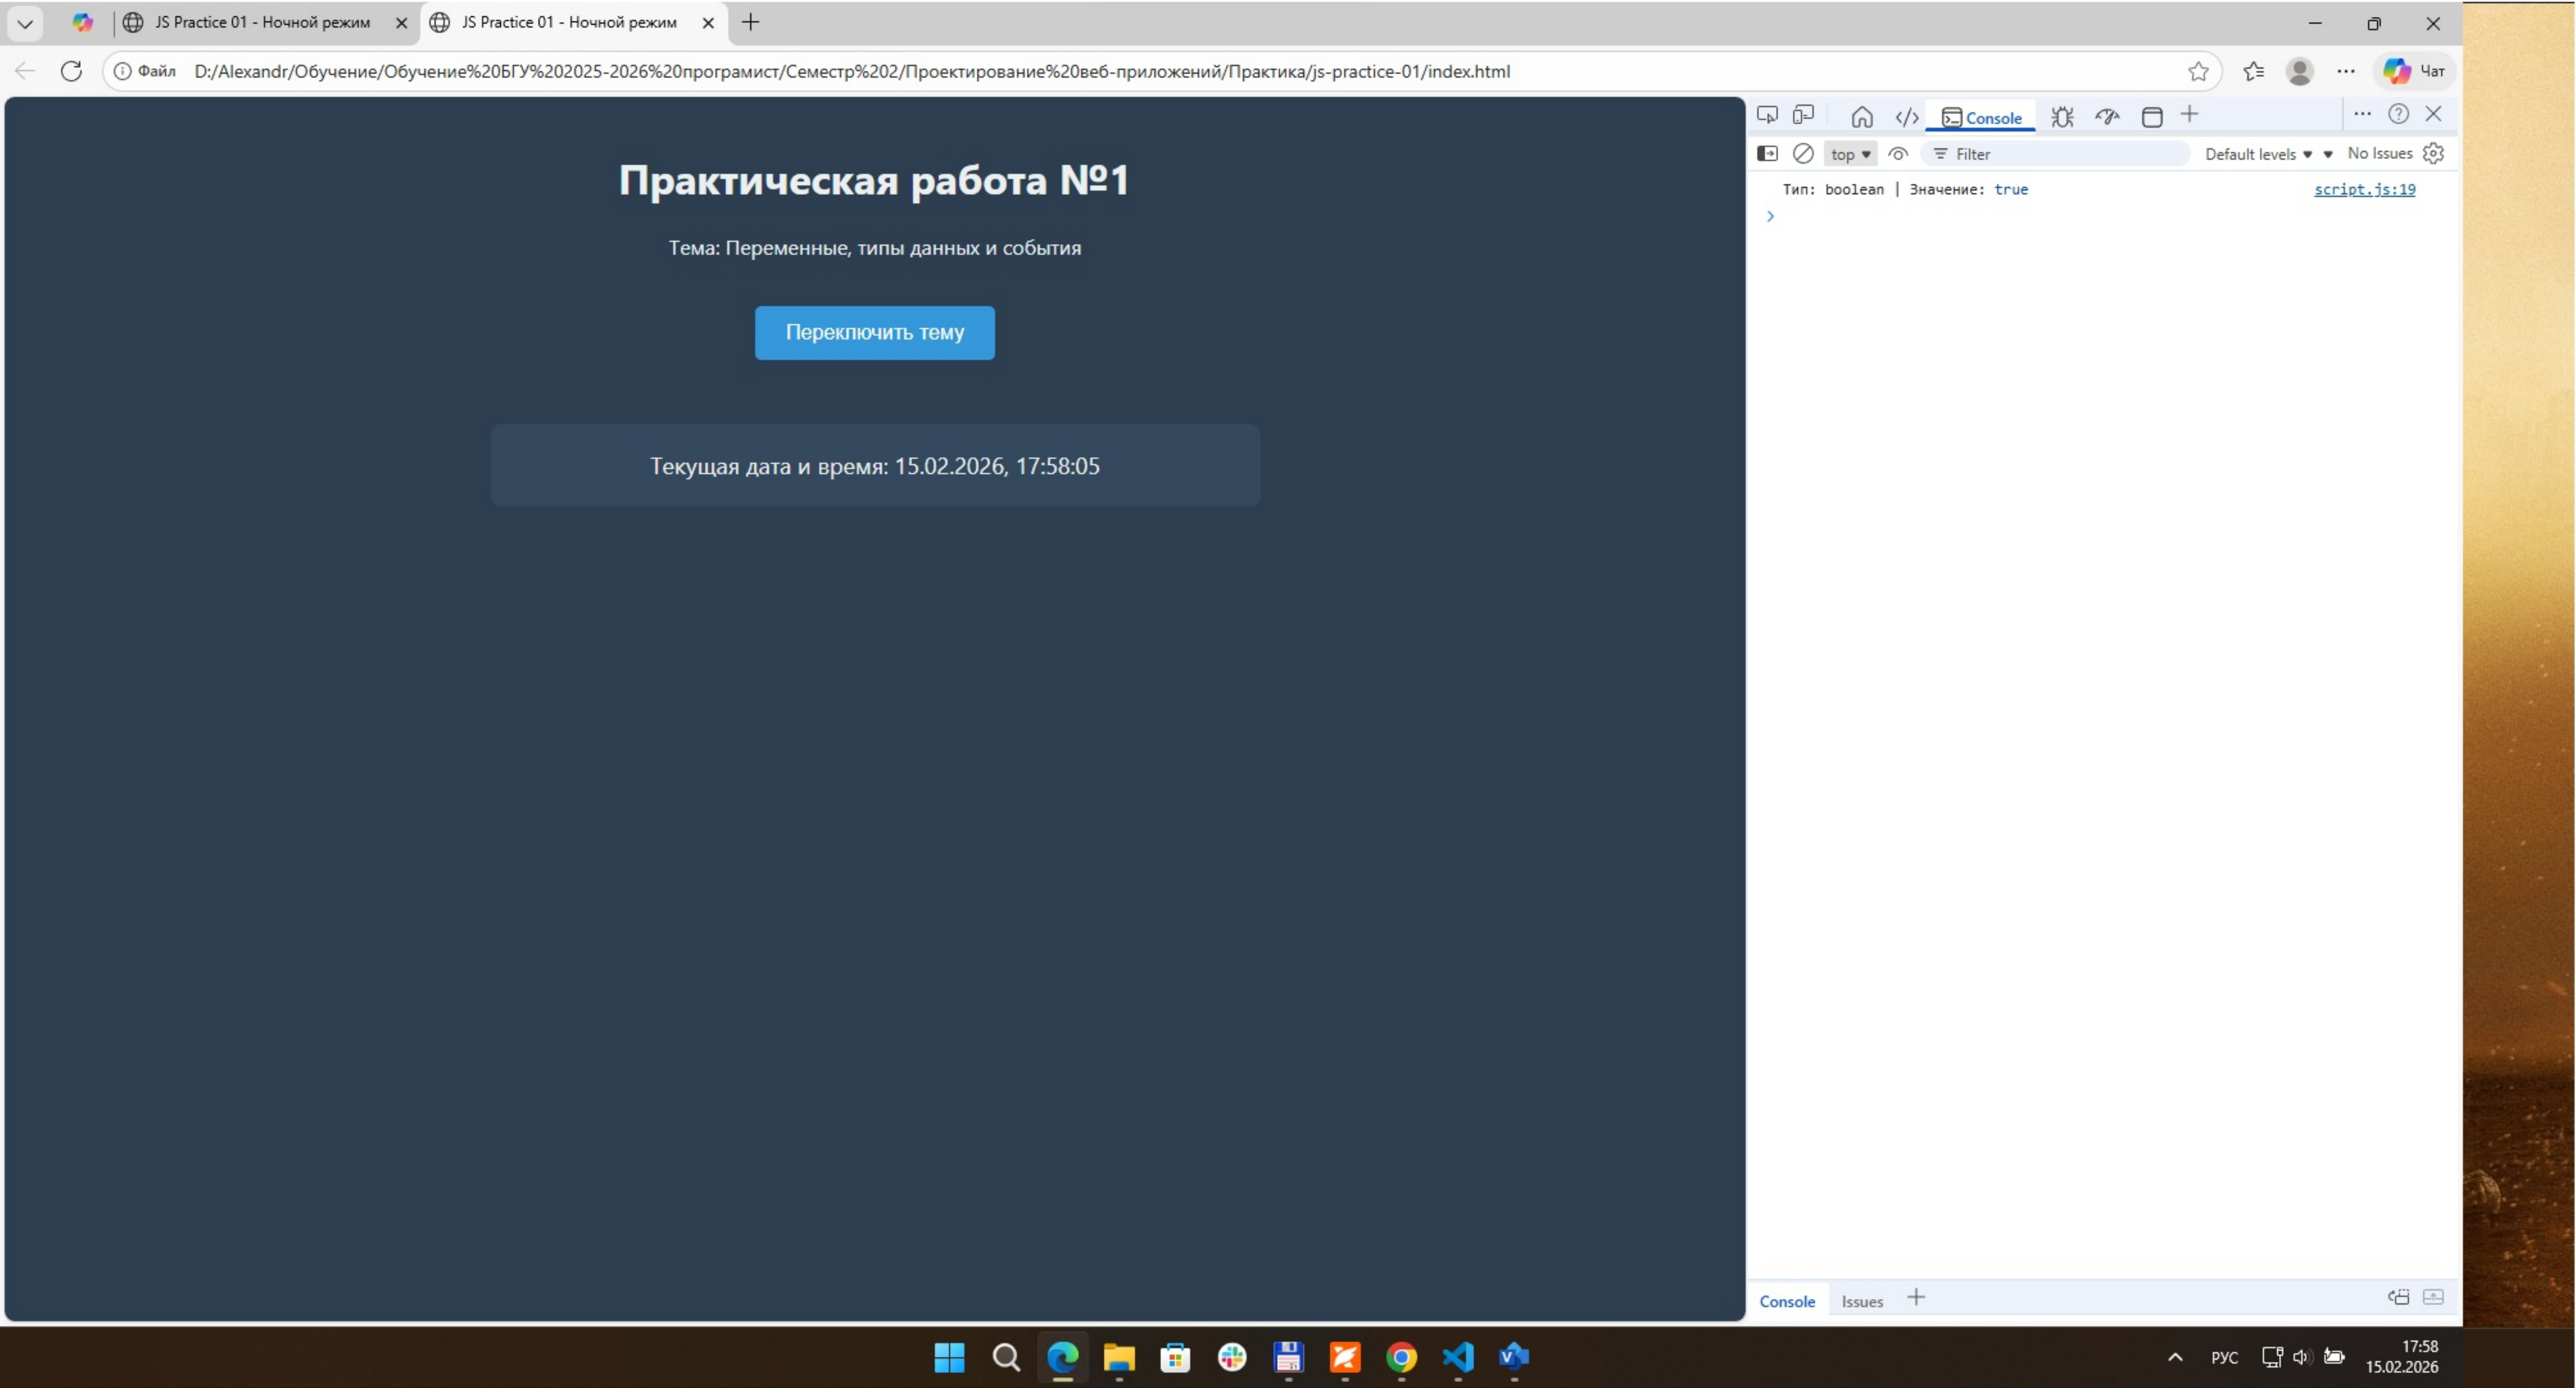 JS Practice 01 - Ночной режим
JS Practice 01 - Ночной режим
Файл D:/Alexandr/Обучение/Обучение%20БГУ%202025-2026%20програмист/Семестр%202/Проектирование%20веб-приложений/Практика/js-practice-01/index.html
Чат
Практическая работа №1
Тема: Переменные, типы данных и события
Переключить тему
Текущая дата и время: 15.02.2026, 17:58:05
Console
top
Filter
Default levels
No Issues
Тип: boolean | Значение: true
script.js:19
Console
Issues
РУС
17:58
15.02.2026